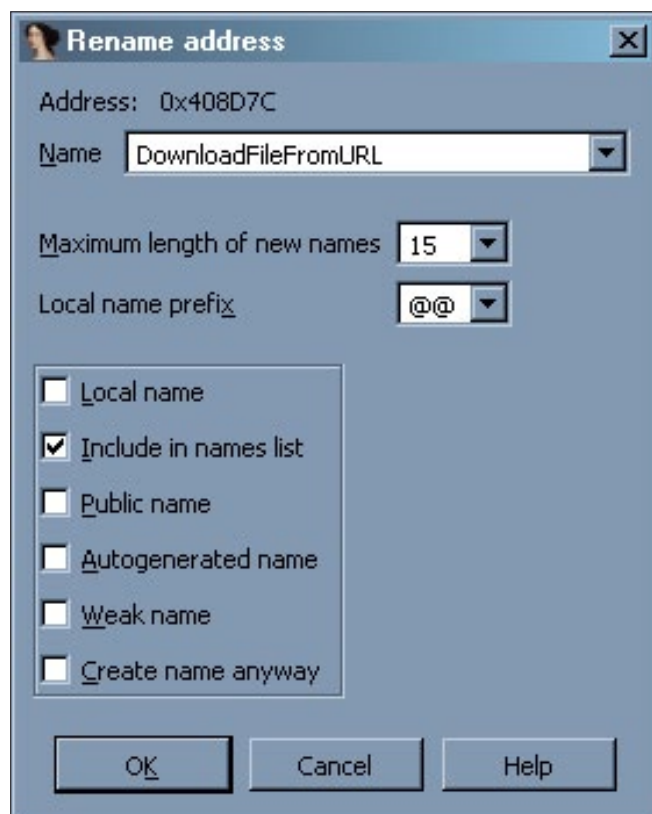 Rename address
Address: 0x408D7C
Name DownloadFileFromURL
Maximum length of new names 15
Local name prefix @@
Local name
Include in names list
Public name
Autogenerated name
Weak name
Create name anyway
OK Cancel Help